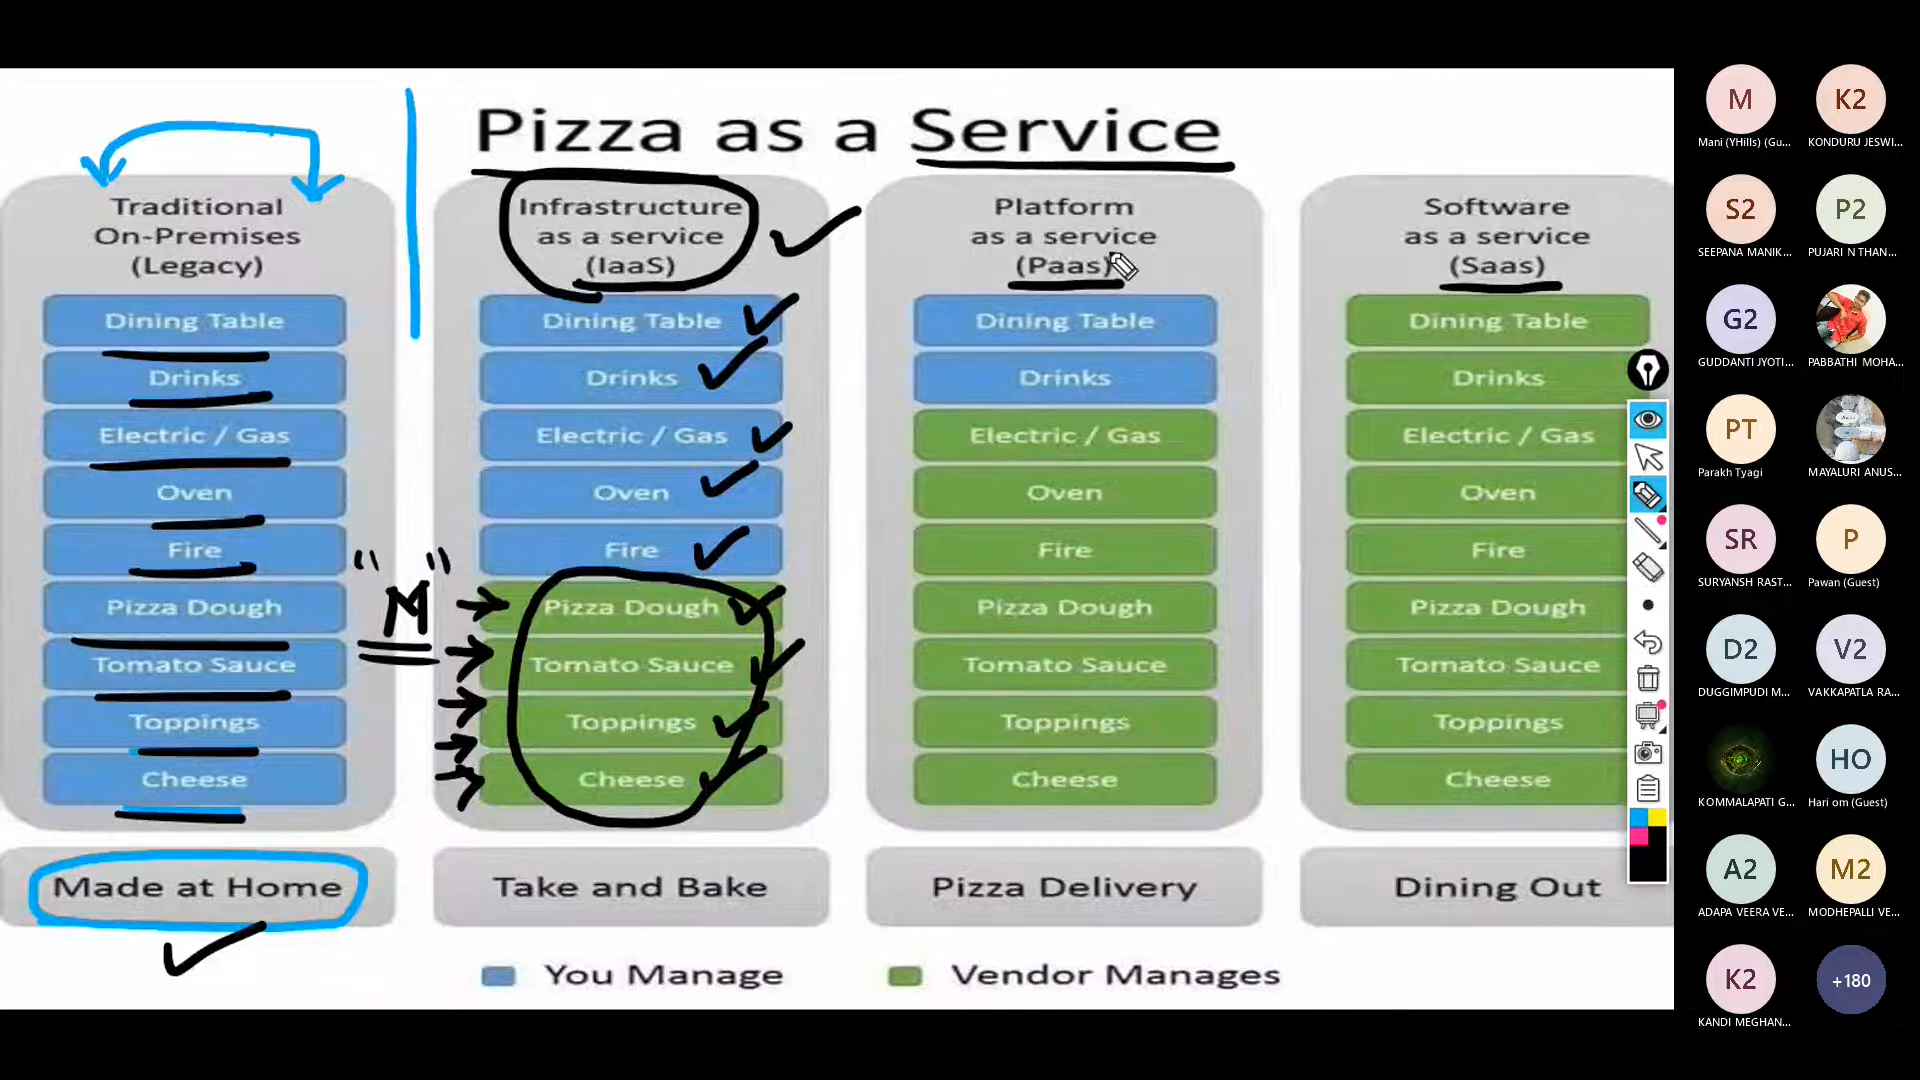 Pizza as a Service
Traditional
On-Premises
(Legacy)
Dining Table
Drinks
Electric / Gas
Oven
Fire
Pizza Dough
Tomato Sauce
Toppings
Cheese
Made at Home
"M"
Infrastructure
as a service
(IaaS)
Dining Table
Drinks
Electric / Gas
Oven
Fire
Pizza Dough
Tomato Sauce
Toppings
Cheese
Take and Bake
Platform
as a service
(Paas)
Dining Table
Drinks
Electric / Gas
Oven
Fire
Pizza Dough
Tomato Sauce
Toppings
Cheese
Pizza Delivery
Software
as a service
(Saas)
Dining Table
Drinks
Electric / Gas
Oven
Fire
Pizza Dough
Tomato Sauce
Toppings
Cheese
Dining Out
You Manage
Vendor Manages
M
Mani (YHills) (Gu...
K2
KONDURU JESWI...
S2
SEEPANA MANIK...
P2
PUJARI N THAN...
G2
GUDDANTI JYOTI...
PABBATHI MOHA...
PT
Parakh Tyagi
MAYALURI ANUS...
SR
SURYANSH RAST...
P
Pawan (Guest)
D2
DUGGIMPUDI M...
V2
VAKKAPATLA RA...
KOMMALAPATI G...
HO
Hari om (Guest)
A2
ADAPA VEERA VE...
M2
MODHEPALLI VE...
K2
KANDI MEGHAN...
+180